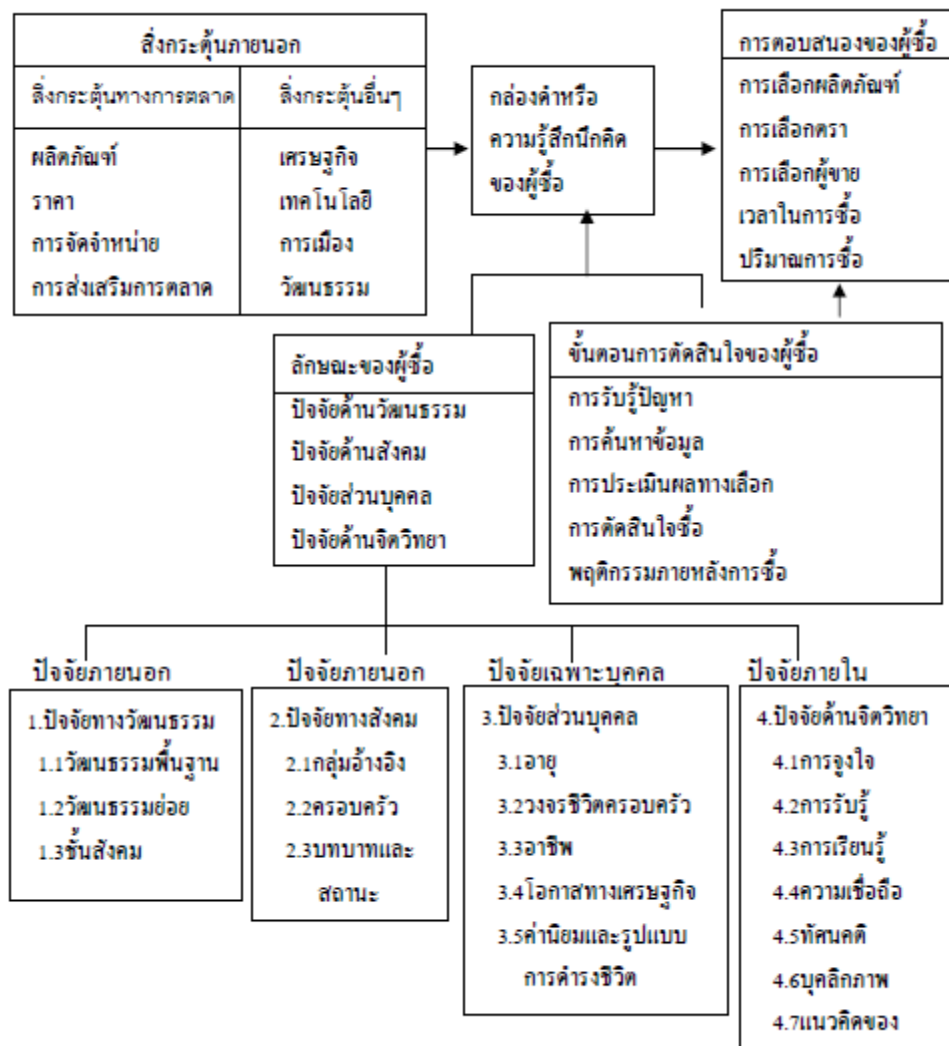 สิ่งกระตุ้นภายนอก
สิ่งกระตุ้นทางการตลาด
ผลิตภัณฑ์
ราคา
การจัดจำหน่าย
การส่งเสริมการตลาด
สิ่งกระตุ้นอื่นๆ
เศรษฐกิจ
เทคโนโลยี
การเมือง
วัฒนธรรม
กล่องดำหรือ
ความรู้สึกนึกคิด
ของผู้ซื้อ
การตอบสนองของผู้ซื้อ
การเลือกผลิตภัณฑ์
การเลือกตรา
การเลือกผู้ขาย
เวลาในการซื้อ
ปริมาณการซื้อ
ลักษณะของผู้ซื้อ
ปัจจัยด้านวัฒนธรรม
ปัจจัยด้านสังคม
ปัจจัยส่วนบุคคล
ปัจจัยด้านจิตวิทยา
ขั้นตอนการตัดสินใจของผู้ซื้อ
การรับรู้ปัญหา
การค้นหาข้อมูล
การประเมินผลทางเลือก
การตัดสินใจซื้อ
พฤติกรรมภายหลังการซื้อ
ปัจจัยภายนอก
1.ปัจจัยทางวัฒนธรรม
1.1วัฒนธรรมพื้นฐาน
1.2วัฒนธรรมย่อย
1.3ชั้นสังคม
ปัจจัยภายนอก
2.ปัจจัยทางสังคม
2.1กลุ่มอ้างอิง
2.2ครอบครัว
2.3บทบาทและ
สถานะ
ปัจจัยเฉพาะบุคคล
3.ปัจจัยส่วนบุคคล
3.1อายุ
3.2วงจรชีวิตครอบครัว
3.3อาชีพ
3.4โอกาสทางเศรษฐกิจ
3.5ค่านิยมและรูปแบบ
การดำรงชีวิต
ปัจจัยภายใน
4.ปัจจัยด้านจิตวิทยา
4.1การจูงใจ
4.2การรับรู้
4.3การเรียนรู้
4.4ความเชื่อถือ
4.5ทัศนคติ
4.6บุคลิกภาพ
4.7แนวคิดของ